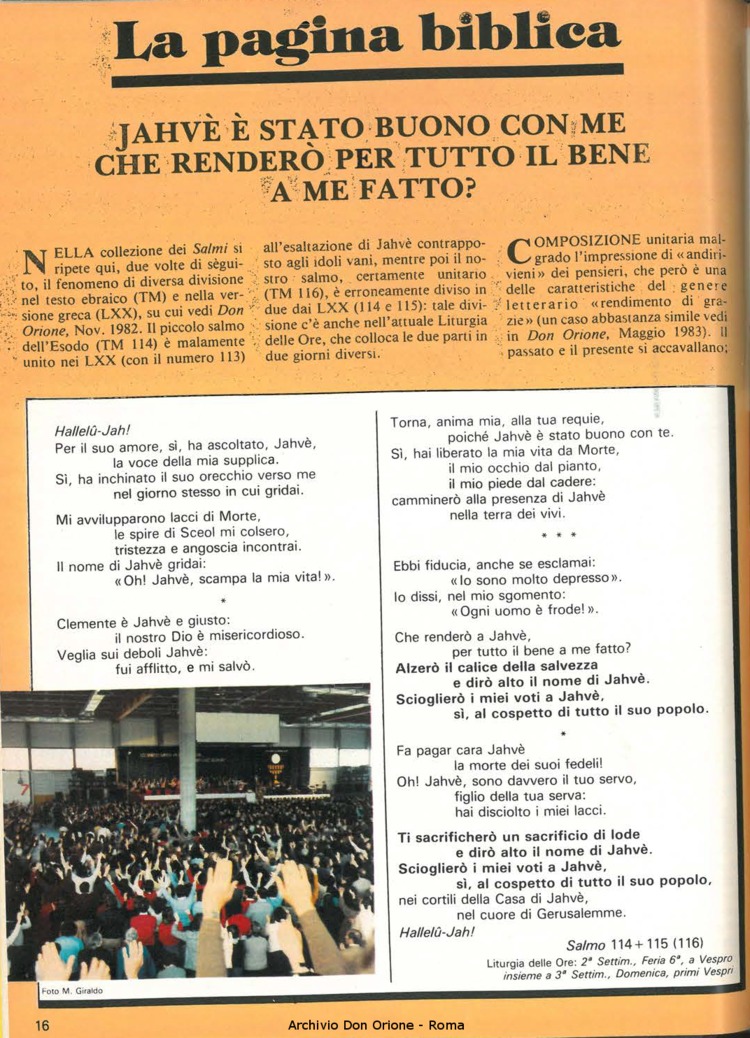 La pagina biblica
JAHVÈ È STATO BUONO CON ME
CHE RENDERÒ PER TUTTO IL BENE
A ME FATTO?
NELLA collezione dei Salmi si
ripete qui, due volte di sègui-
to, il fenomeno di diversa divisione
nel testo ebraico (TM) e nella ver-
sione greca (LXX), su cui vedi Don
Orione, Nov. 1982. Il piccolo salmo
dell'Esodo (TM 114) è malamente
unito nei LXX (con il numero 113)
all'esaltazione di Jahvè contrappo-
sto agli idoli vani, mentre poi il no-
stro salmo, certamente unitario
(TM 116), è erroneamente diviso in
due dai LXX (114 e 115): tale divi-
sione c'è anche nell'attuale Liturgia
delle Ore, che colloca le due parti in
due giorni diversi.
COMPOSIZIONE unitaria mal-
grado l'impressione di «andiri-
vieni» dei pensieri, che però è una
delle caratteristiche del genere
letterario «rendimento di gra-
zie» (un caso abbastanza simile vedi
in Don Orione, Maggio 1983). Il
passato e il presente si accavallano;
Hallelû-Jah!
Per il suo amore, sì, ha ascoltato, Jahvè,
la voce della mia supplica.
Sì, ha inchinato il suo orecchio verso me
nel giorno stesso in cui gridai.
Mi avvilupparono lacci di Morte,
le spire di Sceol mi colsero,
tristezza e angoscia incontrai.
Il nome di Jahvè gridai:
«Oh! Jahvè, scampa la mia vita!».
*
Clemente è Jahvè e giusto:
il nostro Dio è misericordioso.
Veglia sui deboli Jahvè:
fui afflitto, e mi salvò.
Torna, anima mia, alla tua requie,
poiché Jahvè è stato buono con te.
Sì, hai liberato la mia vita da Morte,
il mio occhio dal pianto,
il mio piede dal cadere:
camminerò alla presenza di Jahvè
nella terra dei vivi.
* * *
Ebbi fiducia, anche se esclamai:
«Io sono molto depresso».
Io dissi, nel mio sgomento:
«Ogni uomo è frode!».
Che renderò a Jahvè,
per tutto il bene a me fatto?
Alzerò il calice della salvezza
e dirò alto il nome di Jahvè.
Scioglierò i miei voti a Jahvè,
sì, al cospetto di tutto il suo popolo.
*
Fa pagar cara Jahvè
la morte dei suoi fedeli!
Oh! Jahvè, sono davvero il tuo servo,
figlio della tua serva:
hai disciolto i miei lacci.
Ti sacrificherò un sacrificio di lode
e dirò alto il nome di Jahvè.
Scioglierò i miei voti a Jahvè,
sì, al cospetto di tutto il suo popolo,
nei cortili della Casa di Jahvè,
nel cuore di Gerusalemme.
Hallelû-Jah!
Salmo 114 + 115 (116)
Liturgia delle Ore: 2ª Settim., Feria 6ª, a Vespro
insieme a 3ª Settim., Domenica, primi Vespri
7
Foto M. Giraldo
16
Archivio Don Orione - Roma